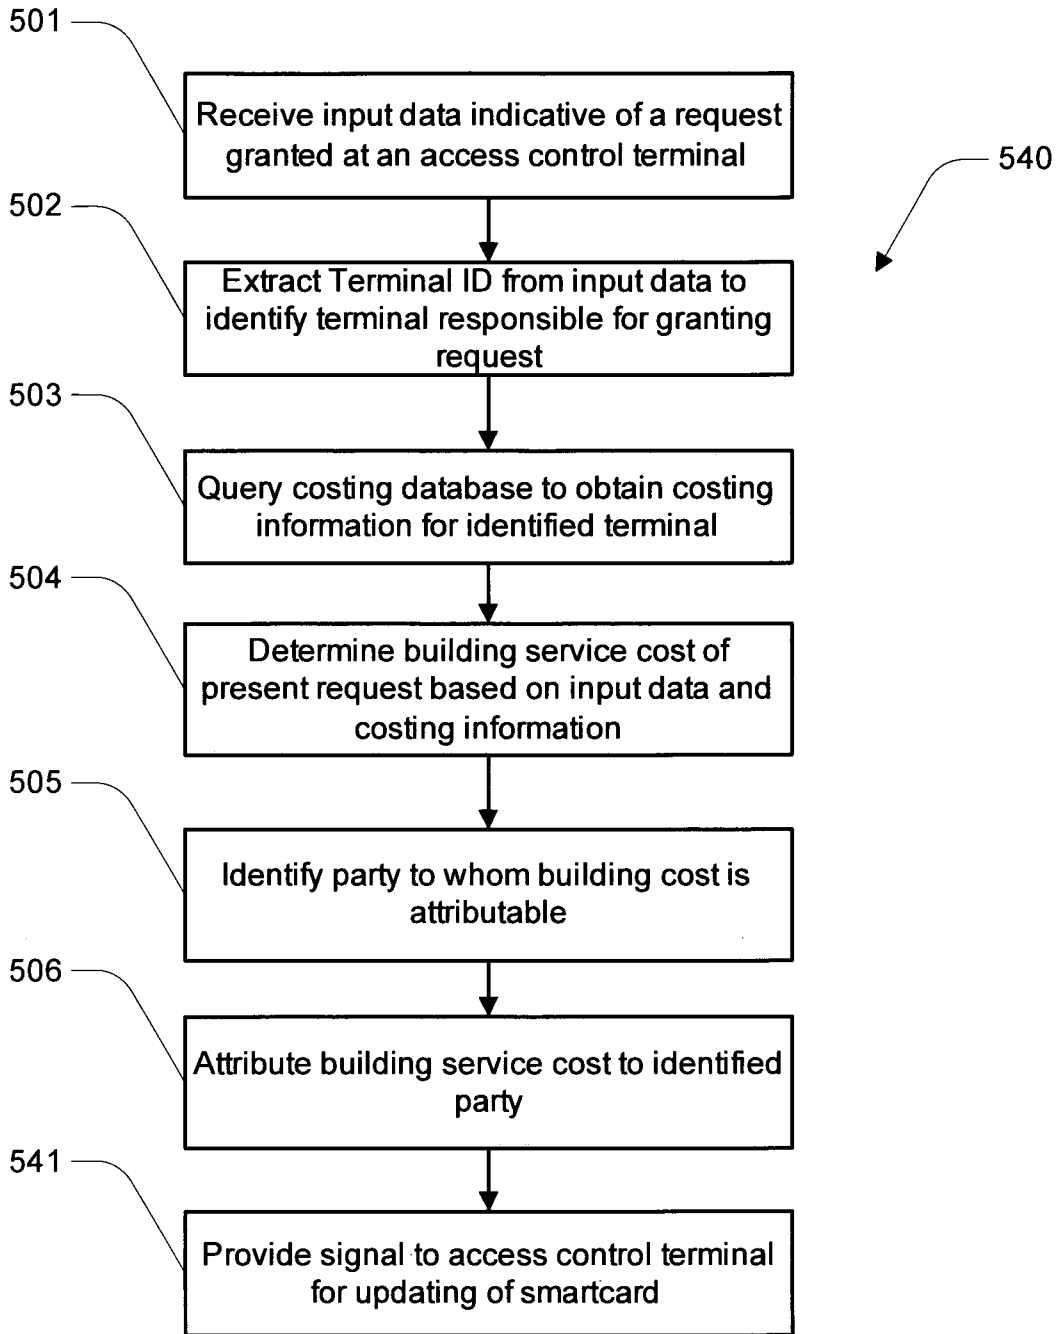 501
Receive input data indicative of a request
granted at an access control terminal
540
502
Extract Terminal ID from input data to
identify terminal responsible for granting
request
503
Query costing database to obtain costing
information for identified terminal
504
Determine building service cost of
present request based on input data and
costing information
505
Identify party to whom building cost is
attributable
506
Attribute building service cost to identified
party
541
Provide signal to access control terminal
for updating of smartcard